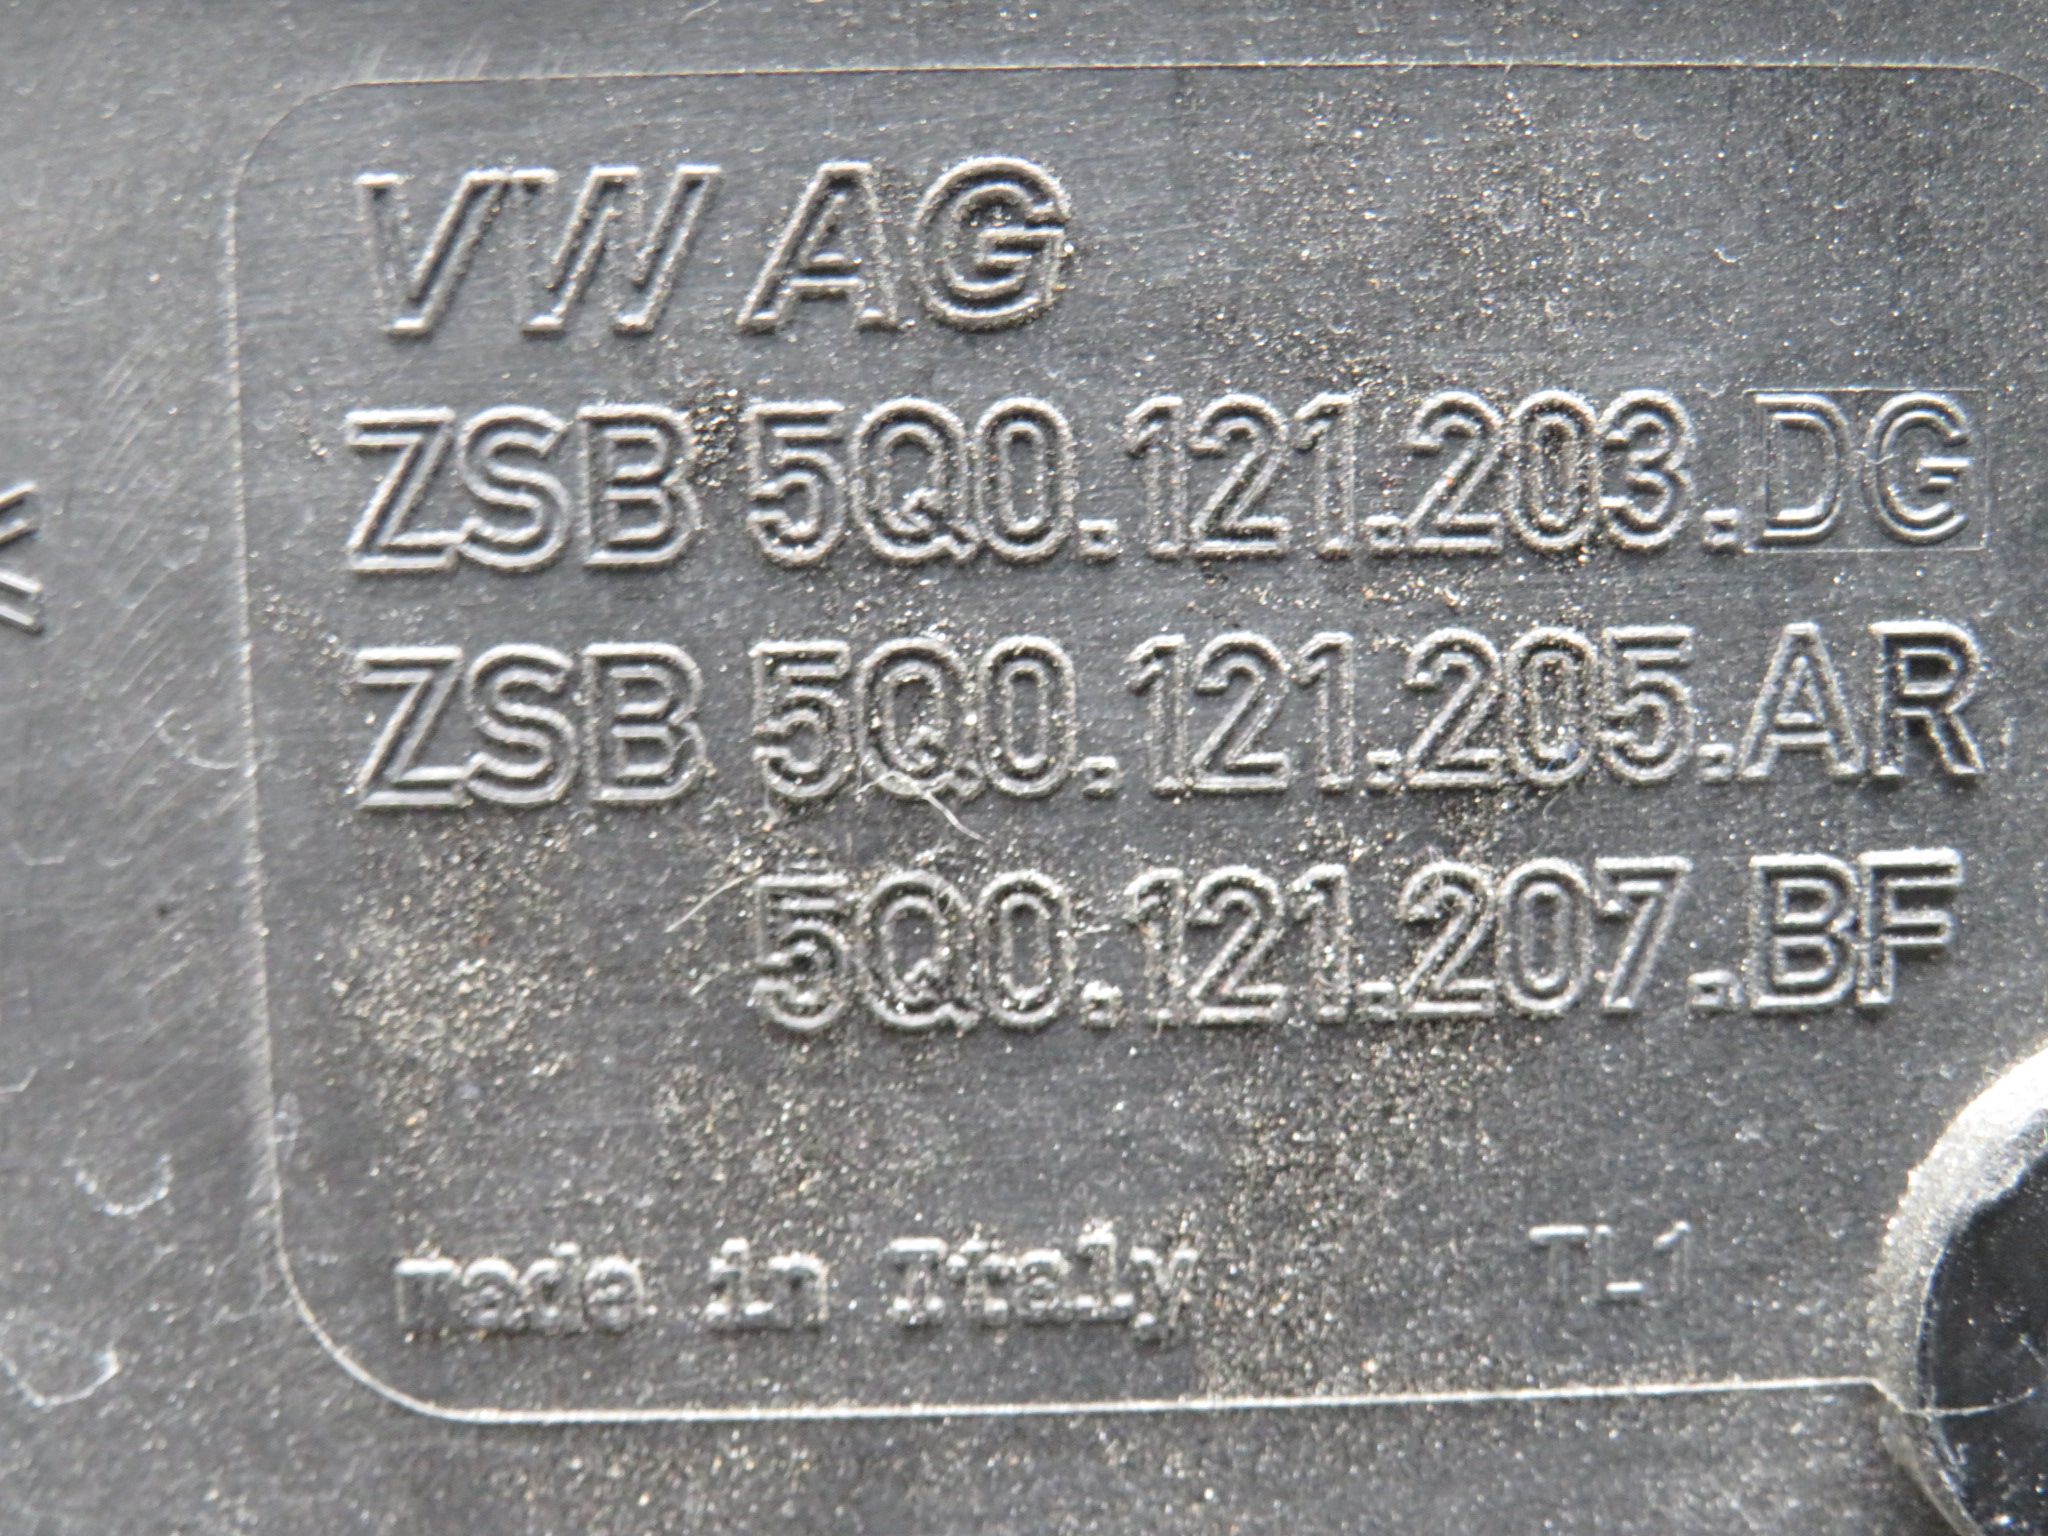 VW AG
ZSB 5Q0.121.203.DG
ZSB 5Q0.121.205.AR
5Q0.121.207.BF
made in Italy TL1